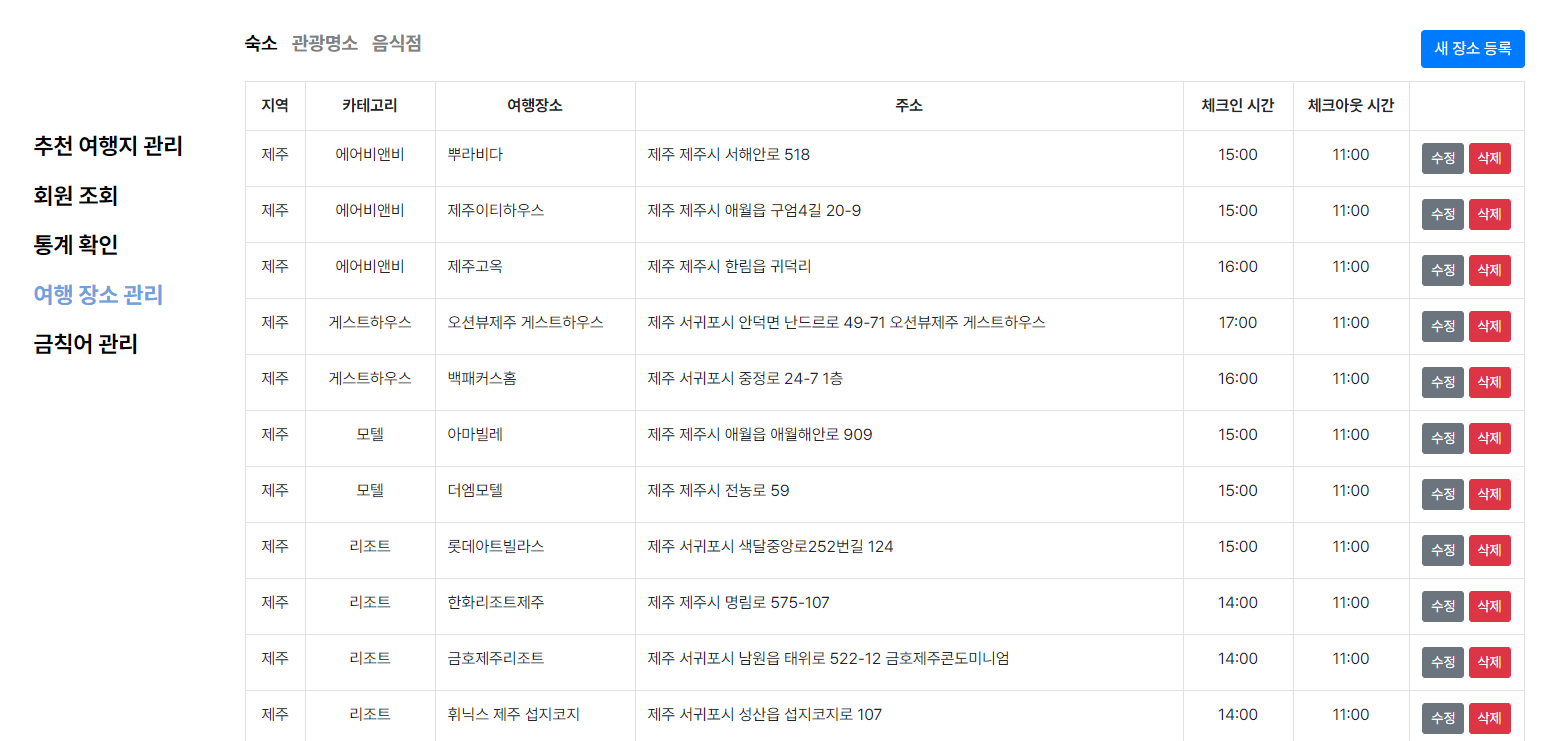 숙소 관광명소 음식점
새 장소 등록
추천 여행지 관리
회원 조회
통계 확인
여행 장소 관리
금칙어 관리
지역 카테고리 여행장소 주소 체크인 시간 체크아웃 시간
제주 에어비앤비 뿌라비다 제주 제주시 서해안로 518 15:00 11:00 수정 삭제
제주 에어비앤비 제주이티하우스 제주 제주시 애월읍 구엄4길 20-9 15:00 11:00 수정 삭제
제주 에어비앤비 제주고옥 제주 제주시 한림읍 귀덕리 16:00 11:00 수정 삭제
제주 게스트하우스 오션뷰제주 게스트하우스 제주 서귀포시 안덕면 난드르로 49-71 오션뷰제주 게스트하우스 17:00 11:00 수정 삭제
제주 게스트하우스 백패커스홈 제주 서귀포시 중정로 24-7 1층 16:00 11:00 수정 삭제
제주 모텔 아마빌레 제주 제주시 애월읍 애월해안로 909 15:00 11:00 수정 삭제
제주 모텔 더엠모텔 제주 제주시 전농로 59 15:00 11:00 수정 삭제
제주 리조트 롯데아트빌라스 제주 서귀포시 색달중앙로252번길 124 15:00 11:00 수정 삭제
제주 리조트 한화리조트제주 제주 제주시 명림로 575-107 14:00 11:00 수정 삭제
제주 리조트 금호제주리조트 제주 서귀포시 남원읍 태위로 522-12 금호제주콘도미니엄 14:00 11:00 수정 삭제
제주 리조트 휘닉스 제주 섭지코지 제주 서귀포시 성산읍 섭지코지로 107 14:00 11:00 수정 삭제